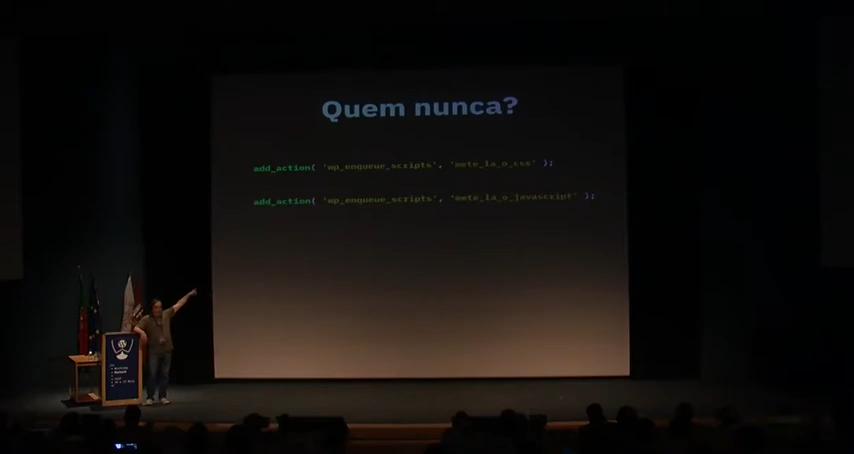 Quem nunca?
add_action( 'wp_enqueue_scripts', 'mete_la_o_css' );
add_action( 'wp_enqueue_scripts', 'mete_la_o_javascript' );